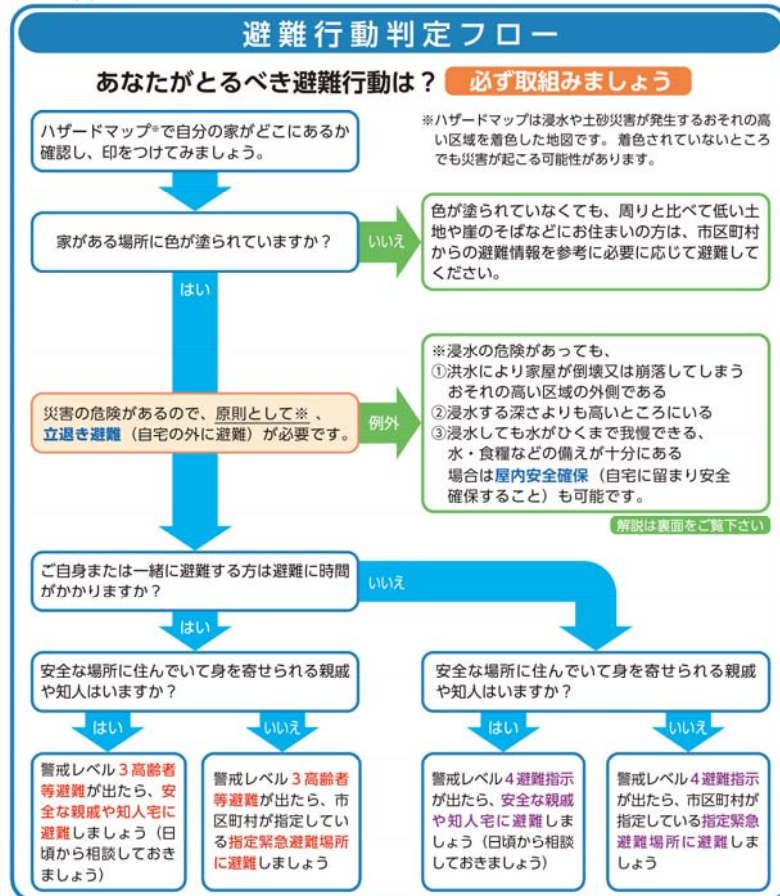 避難行動判定フロー
あなたがとるべき避難行動は？ 必ず取組みましょう
ハザードマップ※で自分の家がどこにあるか
確認し、印をつけてみましょう。
※ハザードマップは浸水や土砂災害が発生するおそれの高
い区域を着色した地図です。着色されていないところ
でも災害が起こる可能性があります。
家がある場所に色が塗られていますか？
いいえ
色が塗られていなくても、周りと比べて低い土
地や崖のそばなどにお住まいの方は、市区町村
からの避難情報を参考に必要に応じて避難して
ください。
はい
災害の危険があるので、原則として※、
立退き避難（自宅の外に避難）が必要です。
例外
※浸水の危険があっても、
①洪水により家屋が倒壊又は崩落してしまう
おそれの高い区域の外側である
②浸水する深さよりも高いところにいる
③浸水しても水がひくまで我慢できる、
水・食糧などの備えが十分にある
場合は屋内安全確保（自宅に留まり安全
確保すること）も可能です。
解説は裏面をご覧下さい
ご自身または一緒に避難する方は避難に時間
がかかりますか？
いいえ
はい
安全な場所に住んでいて身を寄せられる親戚
や知人はいますか？
はい
いいえ
警戒レベル３高齢者
等避難が出たら、安
全な親戚や知人宅に
避難しましょう（日
頃から相談しておき
ましょう）
警戒レベル３高齢者
等避難が出たら、市
区町村が指定してい
る指定緊急避難場所
に避難しましょう
安全な場所に住んでいて身を寄せられる親戚
や知人はいますか？
はい
いいえ
警戒レベル４避難指示
が出たら、安全な親戚
や知人宅に避難しま
しょう（日頃から相談
しておきましょう）
警戒レベル４避難指示
が出たら、市区町村が
指定している指定緊急
避難場所に避難しま
しょう